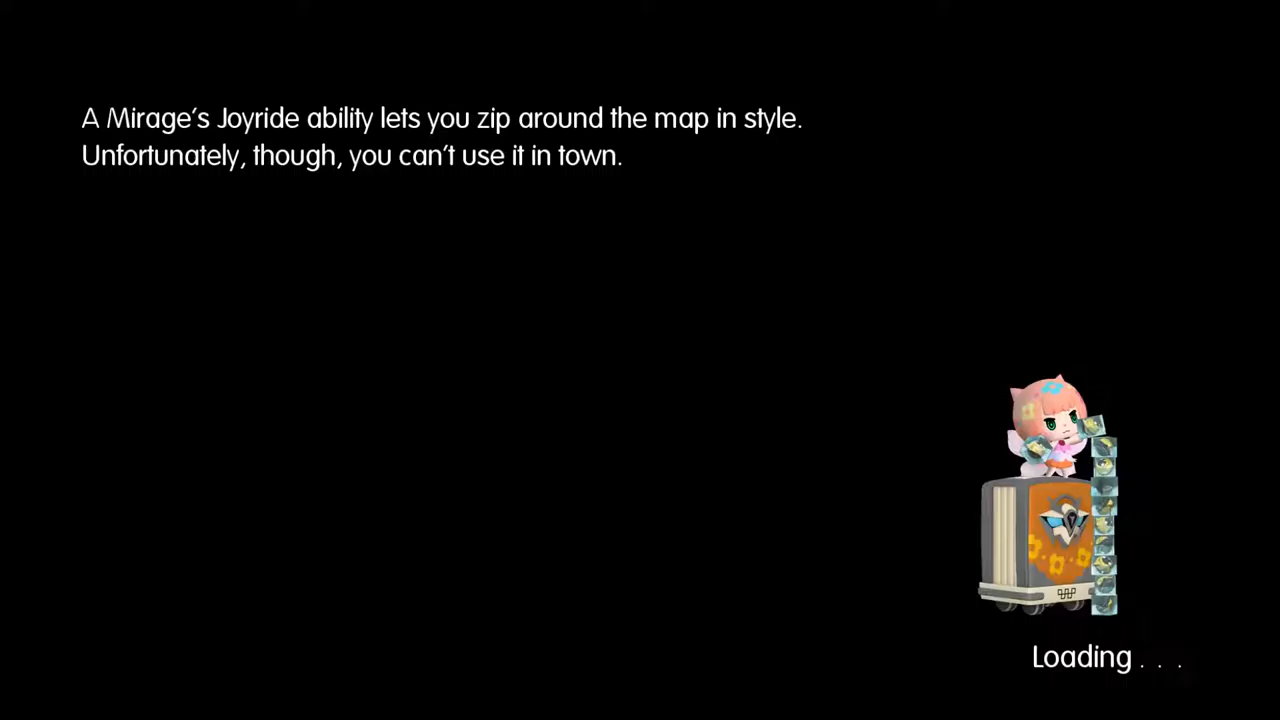 A Mirage's Joyride ability lets you zip around the map in style.
Unfortunately, though, you can't use it in town.
Loading . . .